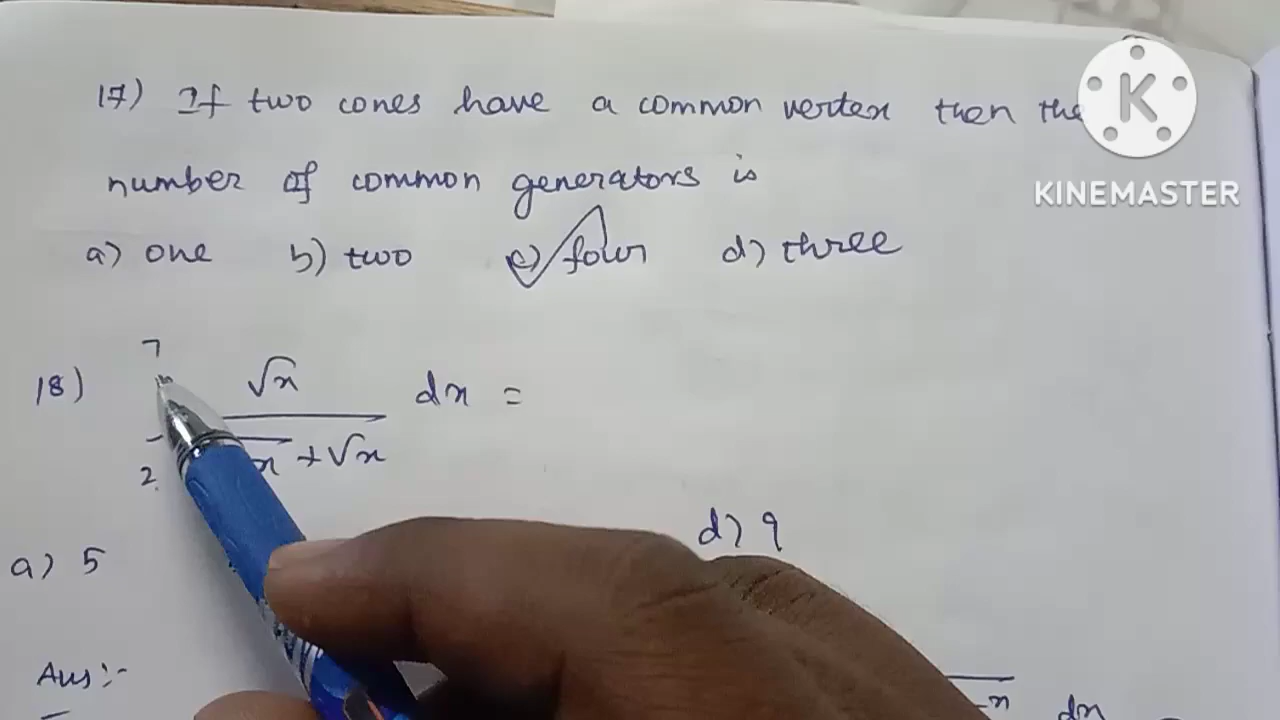 17) If two cones have a common vertex then the
number of common generators is
a) one b) two c) four d) three
K
KINEMASTER
18) 7 2 √x / x + √x dx =
a) 5 d) 9
Ans:-
-x dx